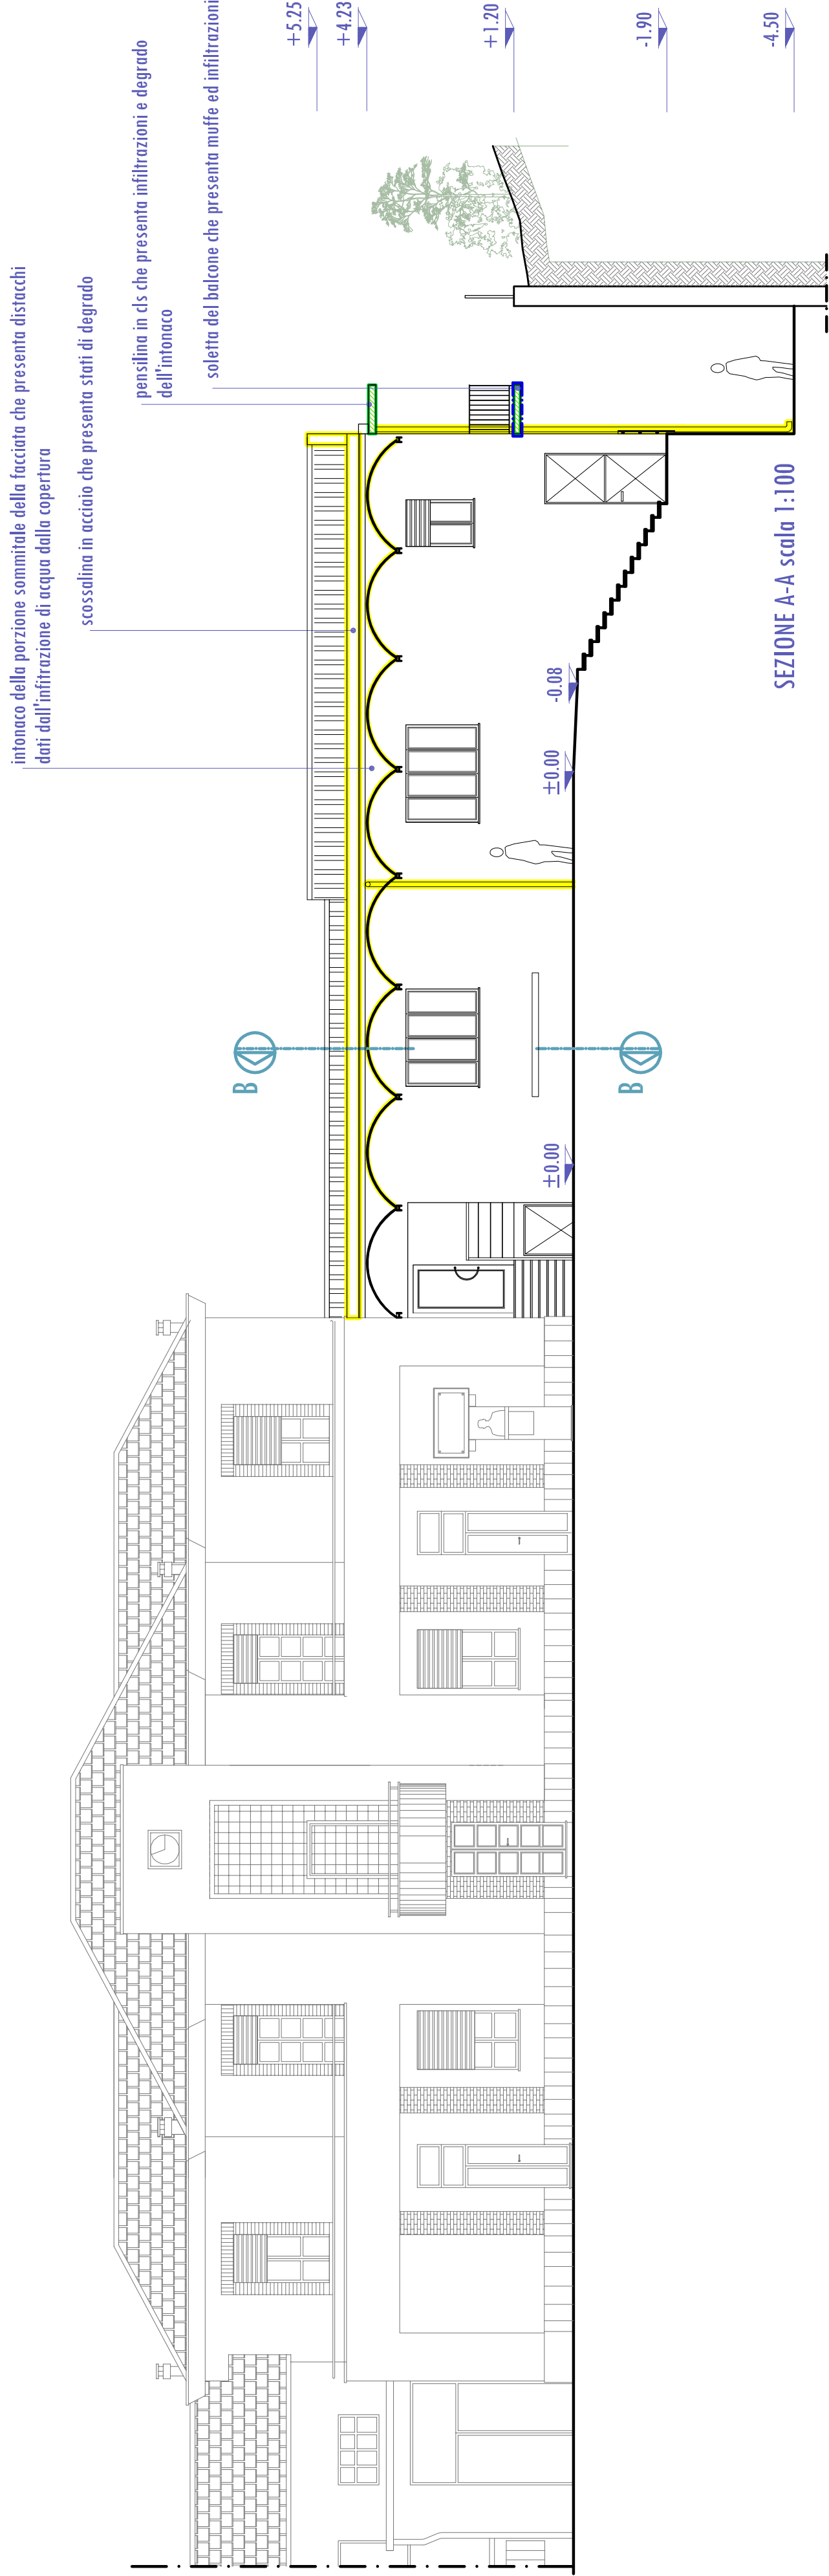 intonaco della porzione sommitale della facciata che presenta distacchi
dati dall'infitrazione di acqua dalla copertura
scossalina in acciaio che presenta stati di degrado
pensilina in cls che presenta infiltrazioni e degrado
dell'intonaco
soletta del balcone che presenta muffe ed infiltrazioni
+5.25
+4.23
+1.20
-1.90
-4.50
B
B
±0.00
±0.00
-0.08
SEZIONE A-A scala 1:100